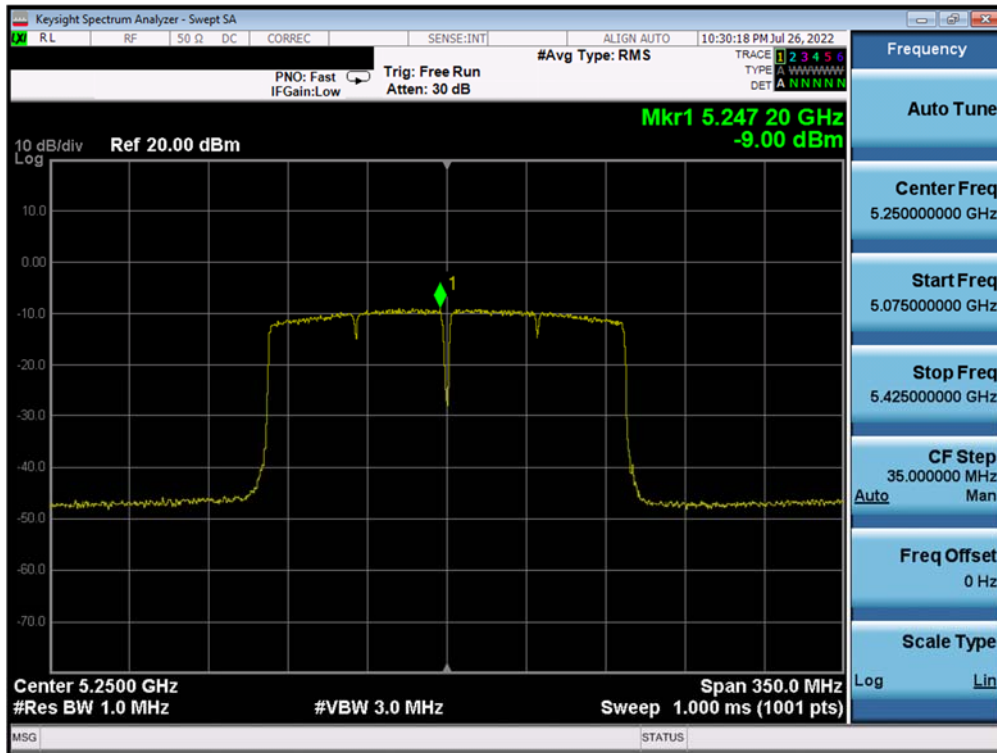 Keysight Spectrum Analyzer - Swept SA
LXI RL RF 50 Ω DC CORREC SENSE:INT ALIGN AUTO 10:30:18 PM Jul 26, 2022
#Avg Type: RMS TRACE 1 2 3 4 5 6
PNO: Fast Trig: Free Run TYPE A WWWWW
IFGain:Low Atten: 30 dB DET A N N N N N
Mkr1 5.247 20 GHz
-9.00 dBm
10 dB/div Ref 20.00 dBm
Log
10.0
0.00
1
-10.0
-20.0
-30.0
-40.0
-50.0
-60.0
-70.0
Center 5.2500 GHz Span 350.0 MHz
#Res BW 1.0 MHz #VBW 3.0 MHz Sweep 1.000 ms (1001 pts)
MSG STATUS
Frequency
Auto Tune
Center Freq
5.250000000 GHz
Start Freq
5.075000000 GHz
Stop Freq
5.425000000 GHz
CF Step
35.000000 MHz
Auto Man
Freq Offset
0 Hz
Scale Type
Log Lin